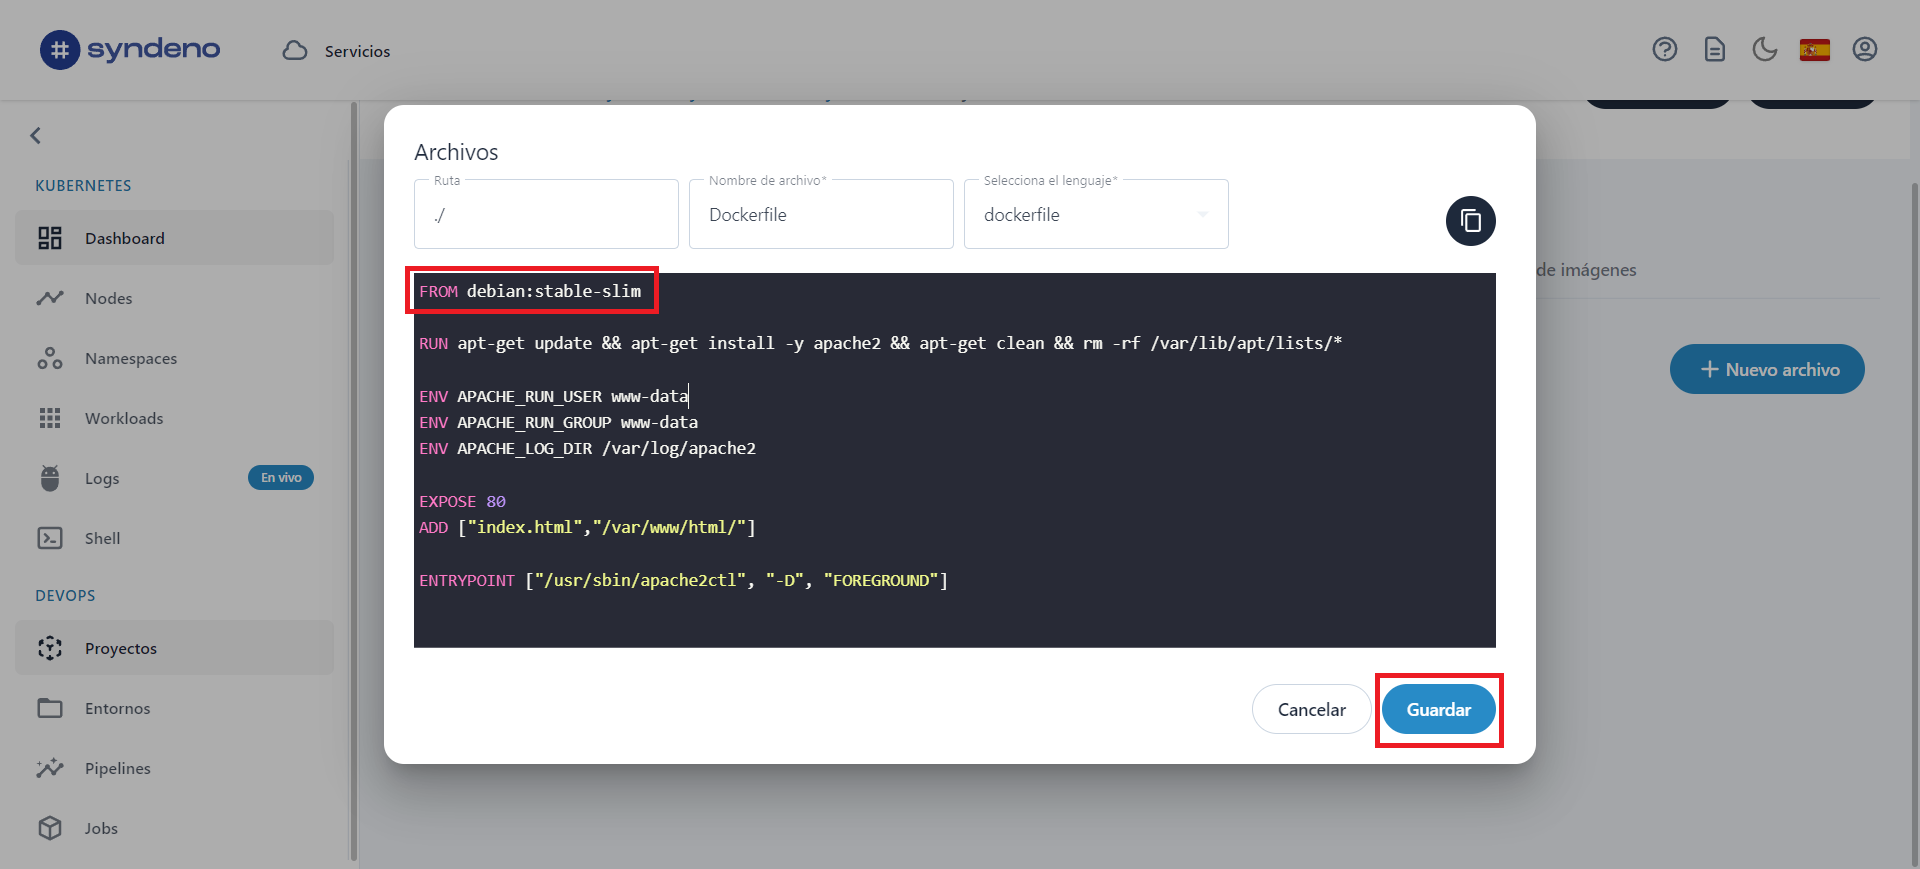 # syndeno
Servicios
KUBERNETES
Dashboard
Nodes
Namespaces
Workloads
Logs
En vivo
Shell
DEVOPS
Proyectos
Entornos
Pipelines
Jobs
Archivos
Ruta
./
Nombre de archivo*
Dockerfile
Selecciona el lenguaje*
dockerfile
FROM debian:stable-slim
RUN apt-get update && apt-get install -y apache2 && apt-get clean && rm -rf /var/lib/apt/lists/*
ENV APACHE_RUN_USER www-data
ENV APACHE_RUN_GROUP www-data
ENV APACHE_LOG_DIR /var/log/apache2
EXPOSE 80
ADD ["index.html","/var/www/html/"]
ENTRYPOINT ["/usr/sbin/apache2ctl", "-D", "FOREGROUND"]
Cancelar
Guardar
de imágenes
+ Nuevo archivo